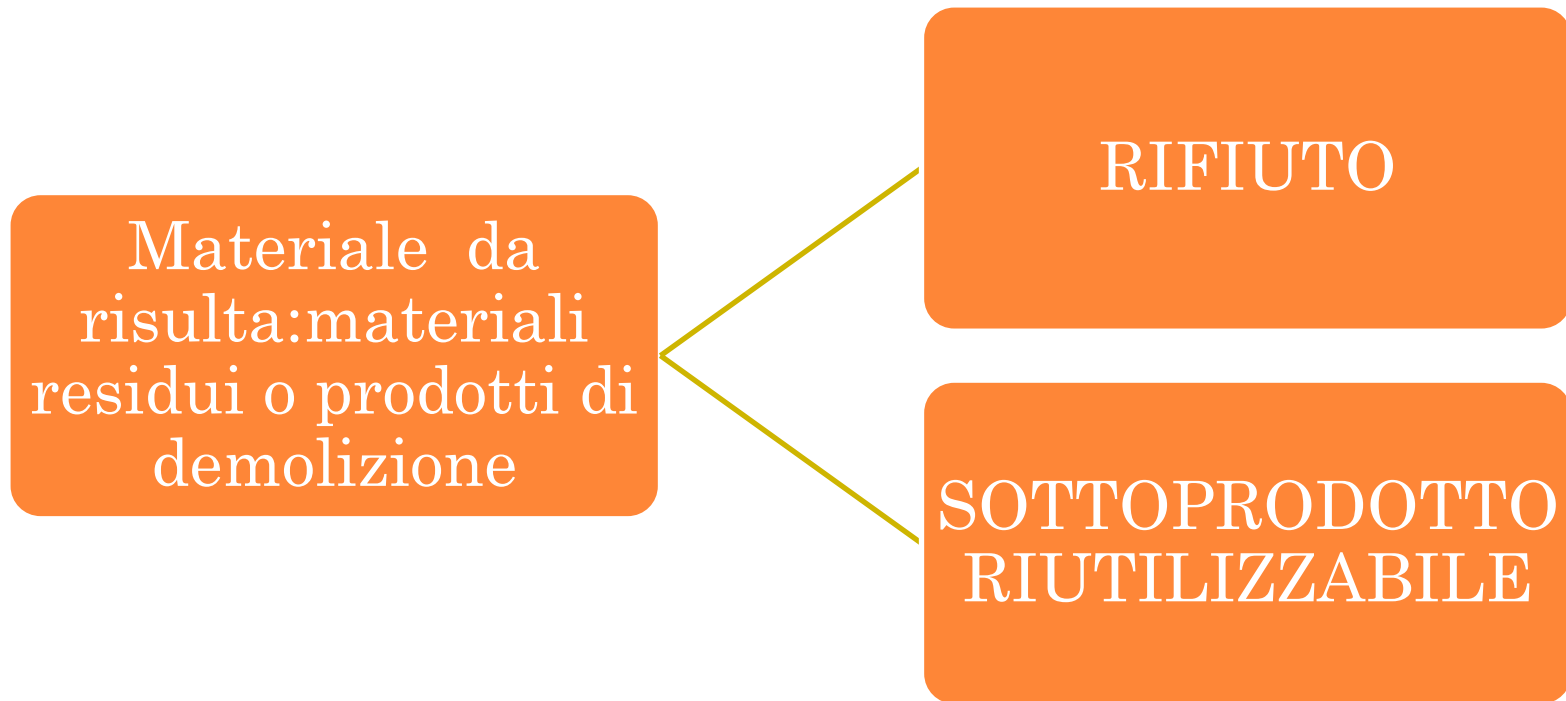 Materiale  da
risulta:materiali
residui o prodotti di
demolizione
RIFIUTO
SOTTOPRODOTTO
RIUTILIZZABILE